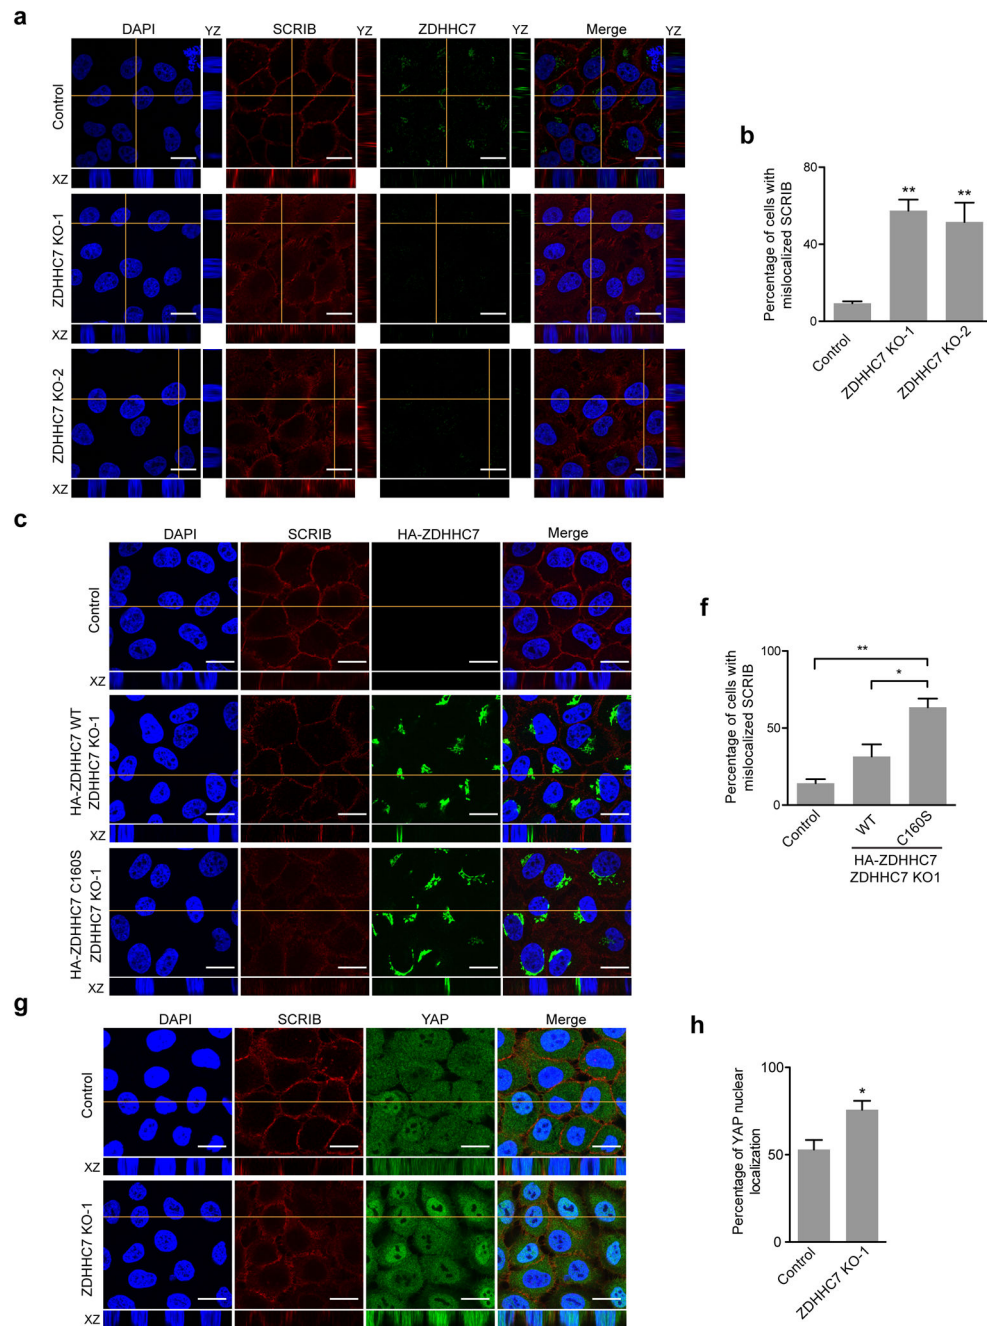 a
DAPI
YZ
SCRIB
YZ
ZDHHC7
YZ
Merge
YZ
Control
XZ
ZDHHC7 KO-1
XZ
ZDHHC7 KO-2
XZ
b
Percentage of cells with
mislocalized SCRIB
80
40
0
**
**
Control
ZDHHC7 KO-1
ZDHHC7 KO-2
c
DAPI
SCRIB
HA-ZDHHC7
Merge
Control
XZ
HA-ZDHHC7 WT
ZDHHC7 KO-1
XZ
HA-ZDHHC7 C160S
ZDHHC7 KO-1
XZ
f
Percentage of cells with
mislocalized SCRIB
100
50
0
**
*
Control
WT
C160S
HA-ZDHHC7
ZDHHC7 KO1
g
DAPI
SCRIB
YAP
Merge
Control
XZ
ZDHHC7 KO-1
XZ
h
Percentage of YAP nuclear
localization
100
50
0
*
Control
ZDHHC7 KO-1